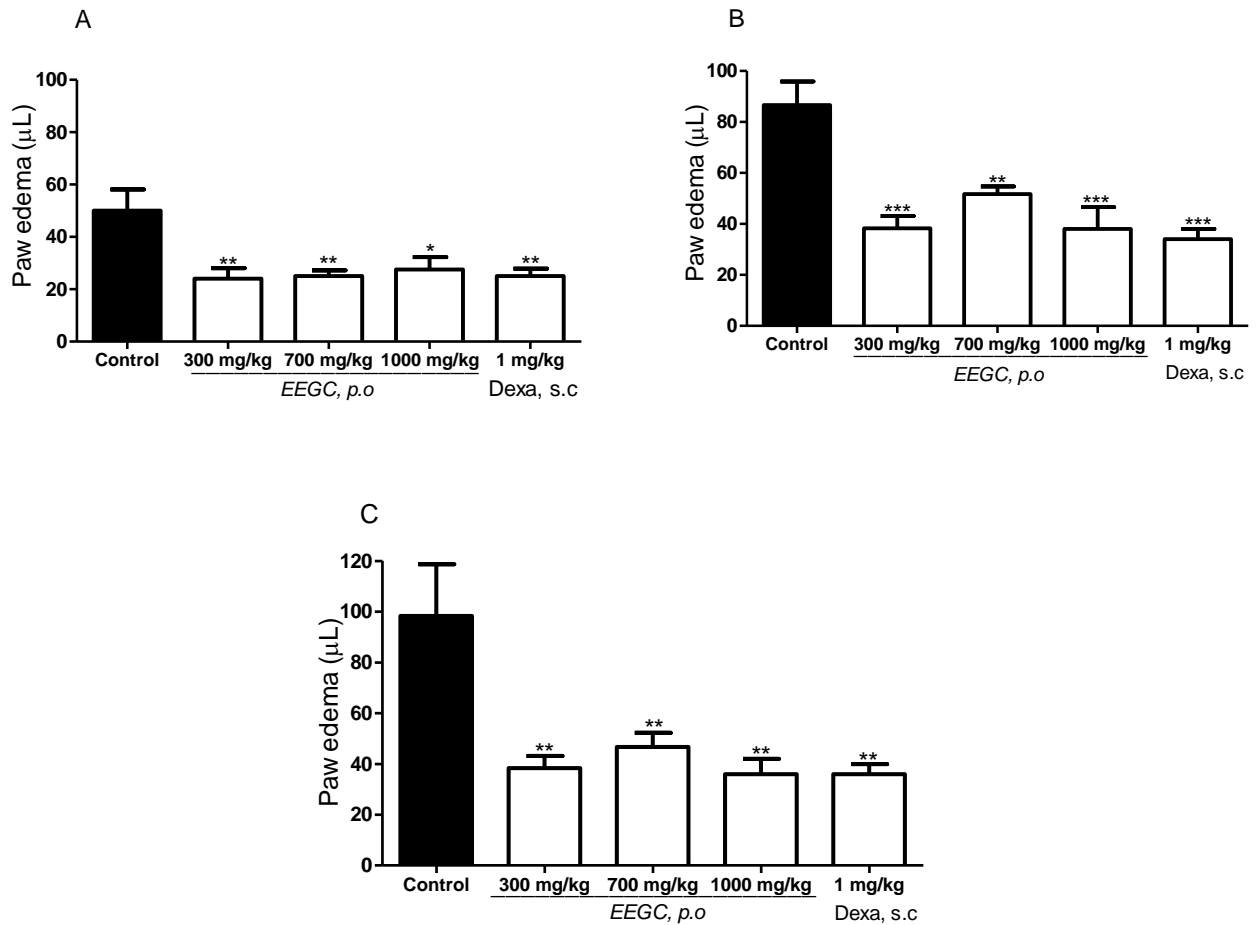 A
Paw edema (μL)
100
80
60
40
20
0
** ** * **
Control 300 mg/kg 700 mg/kg 1000 mg/kg 1 mg/kg
EEGC, p.o Dexa, s.c
B
Paw edema (μL)
100
80
60
40
20
0
*** ** *** ***
Control 300 mg/kg 700 mg/kg 1000 mg/kg 1 mg/kg
EEGC, p.o Dexa, s.c
C
Paw edema (μL)
120
100
80
60
40
20
0
** ** ** **
Control 300 mg/kg 700 mg/kg 1000 mg/kg 1 mg/kg
EEGC, p.o Dexa, s.c